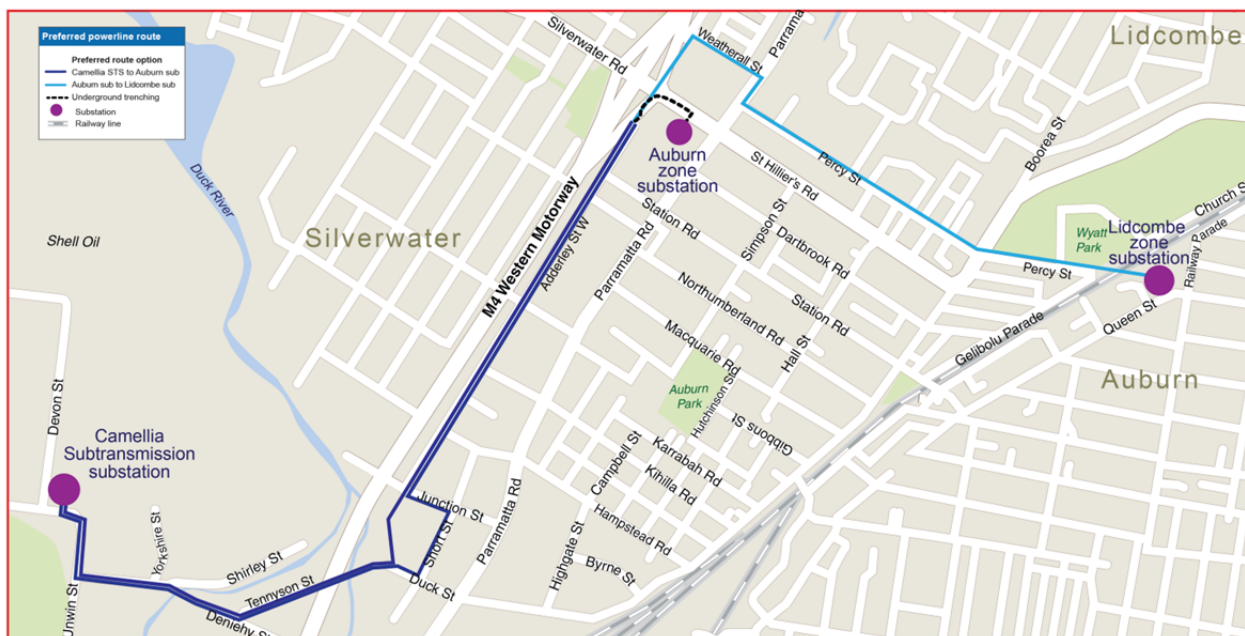 Preferred powerline route
Preferred route option
Camellia STS to Auburn sub
Auburn sub to Lidcombe sub
Underground trenching
Substation
Railway line
Silverwater Rd
Weatherall St
Parrama
Lidcombe
Duck River
Shell Oil
Silverwater
M4 Western Motorway
Adderley St W
Auburn
zone
substation
Percy St
Boorea St
St Hillier's Rd
Station Rd
Simpson St
Dartbrook Rd
Parramatta Rd
Northumberland Rd
Station Rd
Macquarie Rd
Hall St
Wyatt
Park
Church S
Railway Parade
Lidcombe
zone
substation
Percy St
Queen St
Gelibolu Parade
Auburn
Auburn
Park
Hutchinson St
Gibbons St
Devon St
Camellia
Subtransmission
substation
Campbell St
Karrabah Rd
Kihilla Rd
Hampstead Rd
Junction St
Short St
Parramatta Rd
Highgate St
Byrne St
Yorkshire St
Shirley St
Tennyson St
Duck St
Unwin St
Deniehy St